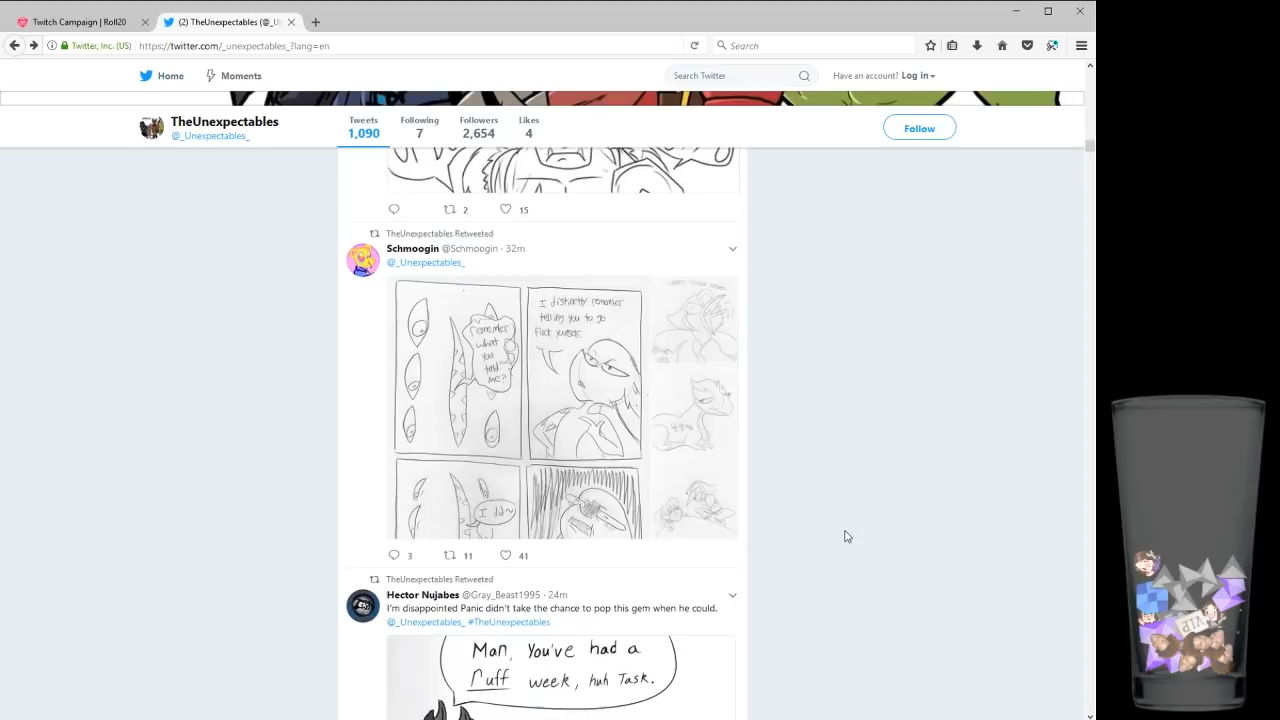 Twitch Campaign | Roll20
(2) TheUnexpectables (@_U
Twitter, Inc. (US)
https://twitter.com/_unexpectables_?lang=en
Search
Home
Moments
Search Twitter
Have an account? Log in
TheUnexpectables
@_Unexpectables_
Tweets
1,090
Following
7
Followers
2,654
Likes
4
Follow
2
15
TheUnexpectables Retweeted
Schmoogin @Schmoogin · 32m
@_Unexpectables_
remember
what
you
told
me?
I distinctly remember
telling you to go
fuck yourself.
I did~
3
11
41
TheUnexpectables Retweeted
Hector Nujabes @Gray_Beast1995 · 24m
I'm disappointed Panic didn't take the chance to pop this gem when he could.
@_Unexpectables_ #TheUnexpectables
Man, You've had a
ruff week, huh Task.
VIP